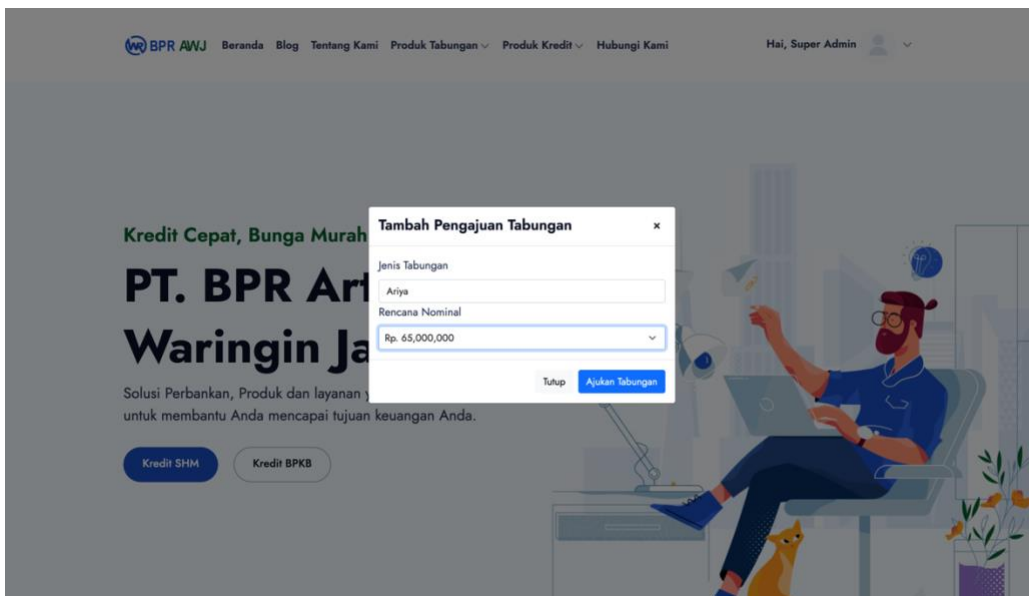 WR BPR AWJ Beranda Blog Tentang Kami Produk Tabungan Produk Kredit Hubungi Kami Hai, Super Admin
Kredit Cepat, Bunga Murah
PT. BPR Art
Waringin Ja
Solusi Perbankan, Produk dan layanan
untuk membantu Anda mencapai tujuan keuangan Anda.
Kredit SHM Kredit BPKB
Tambah Pengajuan Tabungan ×
Jenis Tabungan
Ariya
Rencana Nominal
Rp. 65,000,000
Tutup Ajukan Tabungan